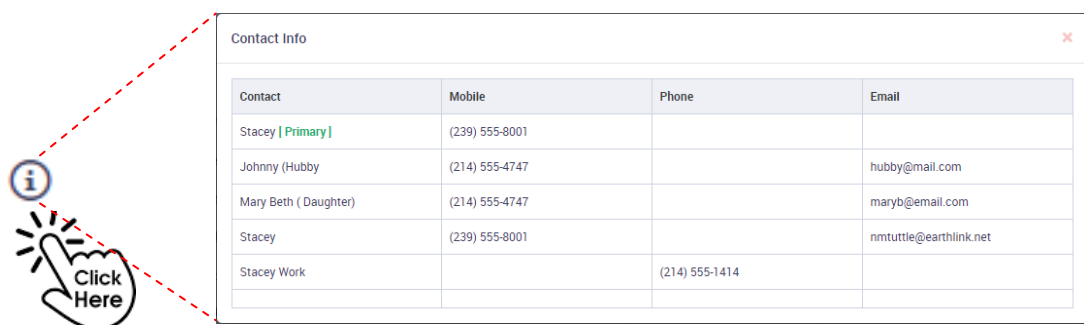 Contact Info
Contact Mobile Phone Email
Stacey | Primary | (239) 555-8001
Johnny (Hubby (214) 555-4747 hubby@mail.com
Mary Beth ( Daughter) (214) 555-4747 maryb@email.com
Stacey (239) 555-8001 nmtuttle@earthlink.net
Stacey Work (214) 555-1414
i
Click
Here